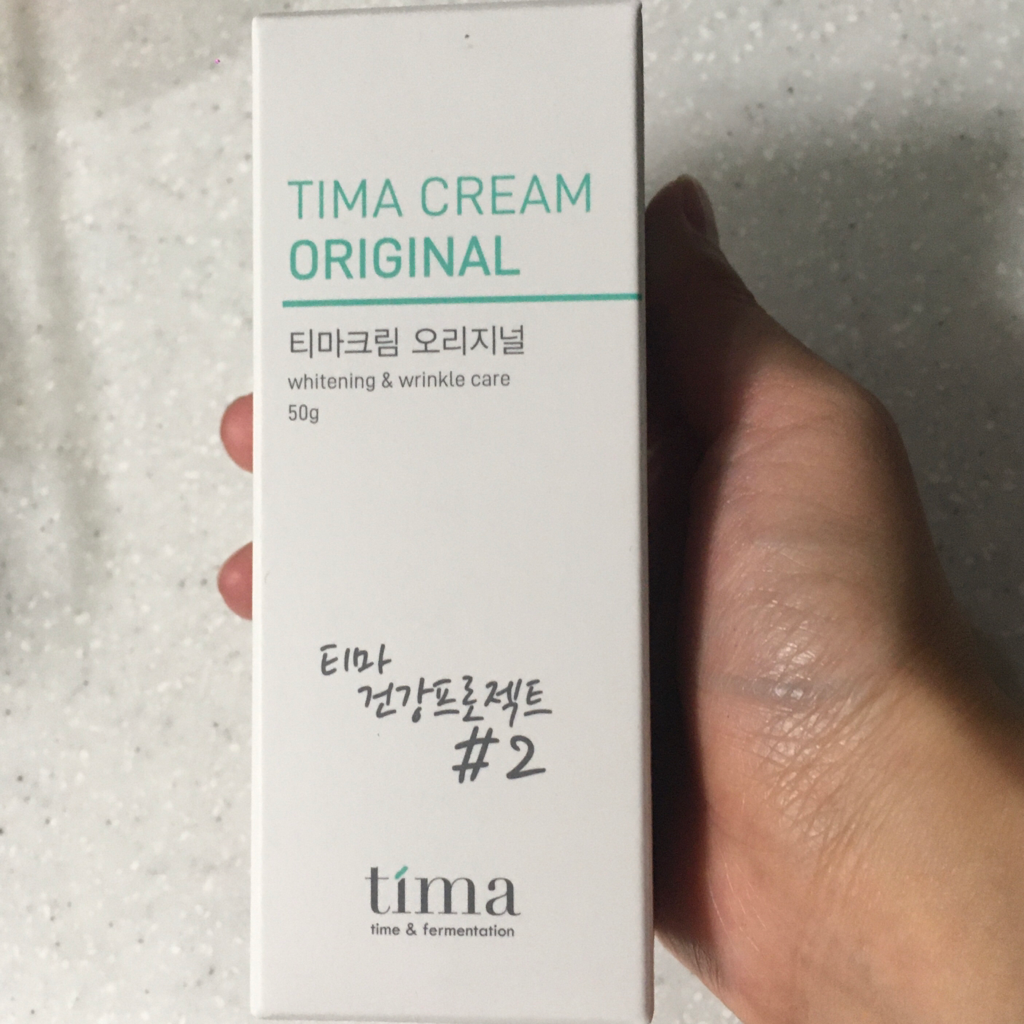 TIMA CREAM
ORIGINAL
티마크림 오리지널
whitening & wrinkle care
50g
티마
건강프로젝트
#2
tima
time & fermentation